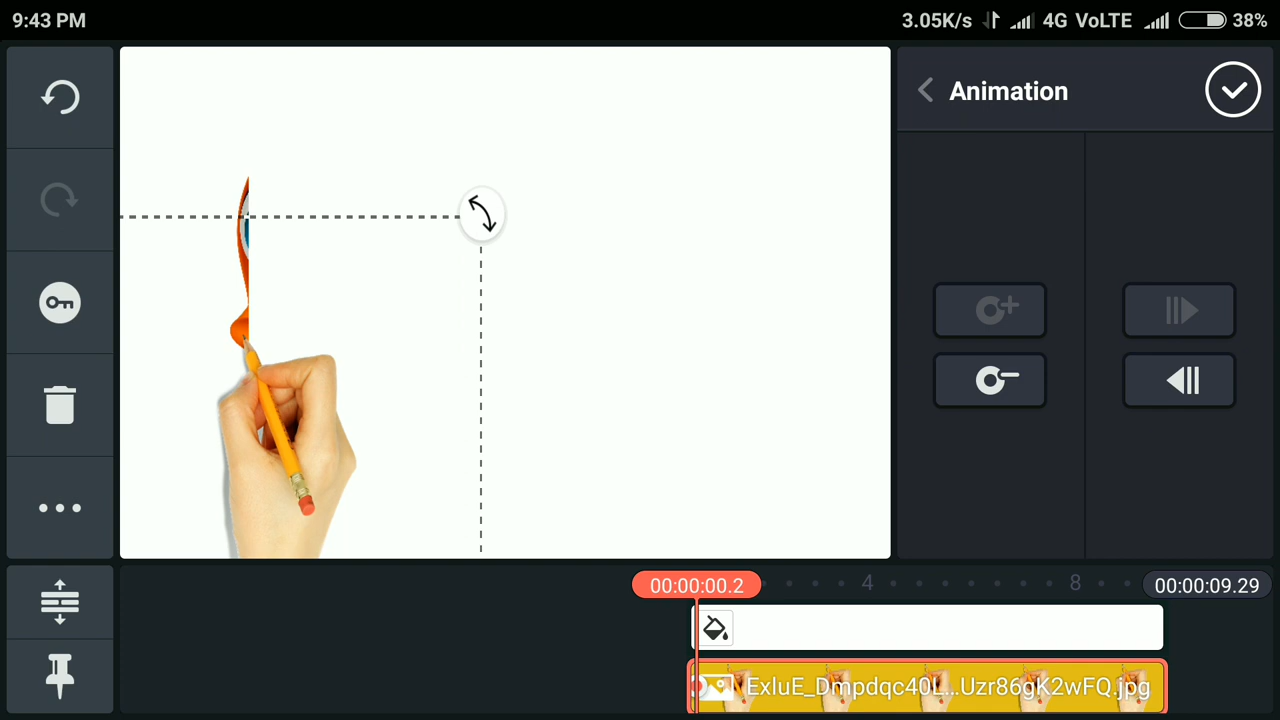 9:43 PM
3.05K/s 4G VoLTE 38%
Animation
00:00:00.2 4 8 00:00:09.29
ExluE_Dmpdqc40L...Uzr86gK2wFQ.jpg